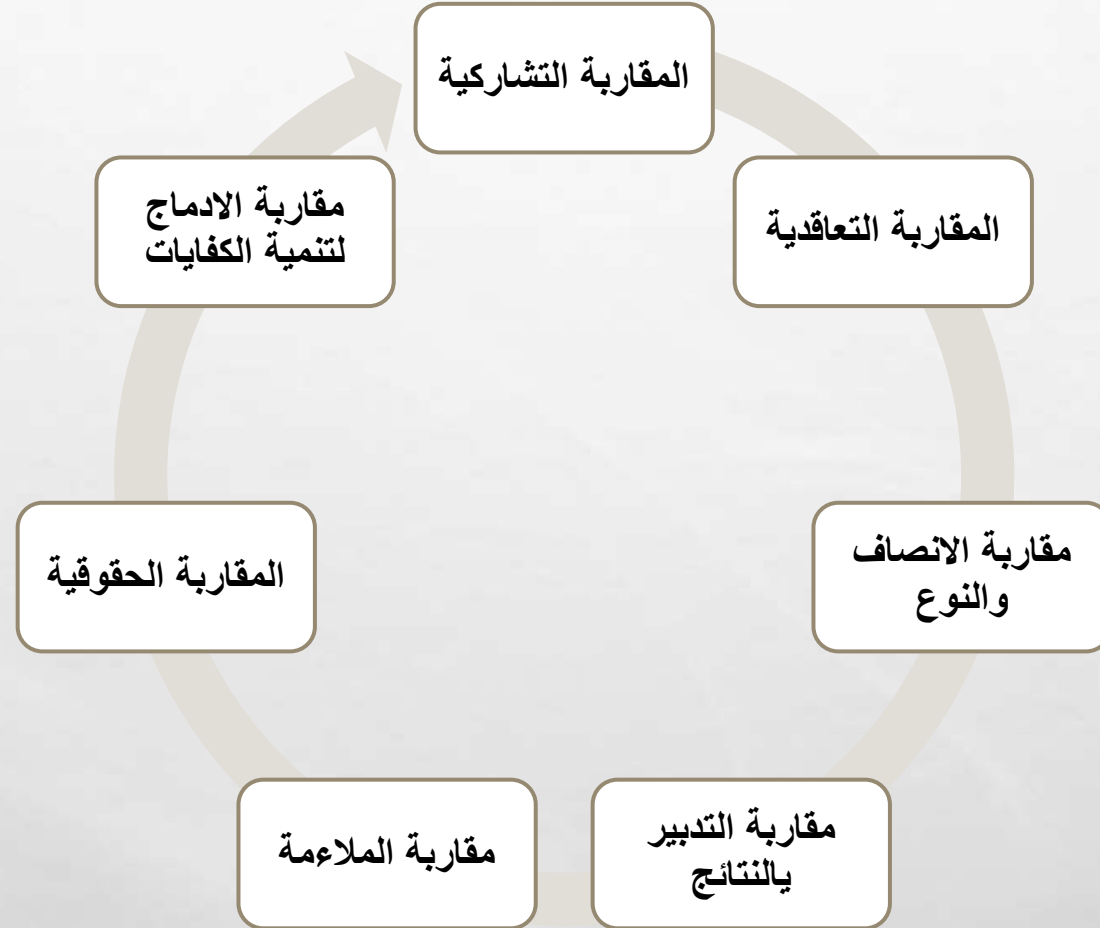 المقاربة التشاركية
المقاربة التعاقدية
مقاربة الانصاف
والنوع
مقاربة التدبير
يالنتائج
مقاربة الملاءمة
المقاربة الحقوقية
مقاربة الادماج
لتنمية الكفايات